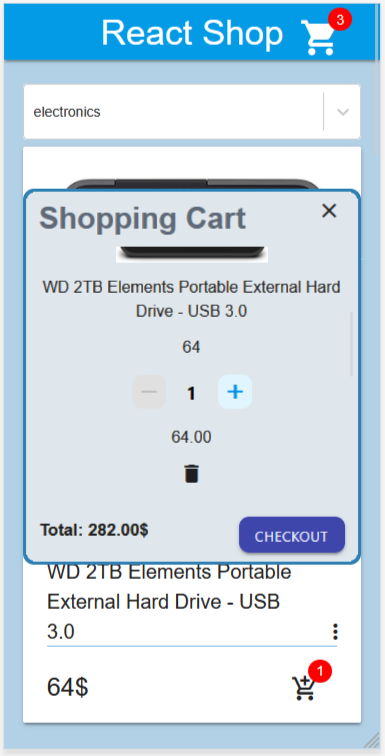 React Shop
3
electronics
Shopping Cart
WD 2TB Elements Portable External Hard
Drive - USB 3.0
64
1
64.00
Total: 282.00$
CHECKOUT
WD 2TB Elements Portable
External Hard Drive - USB
3.0
64$
1